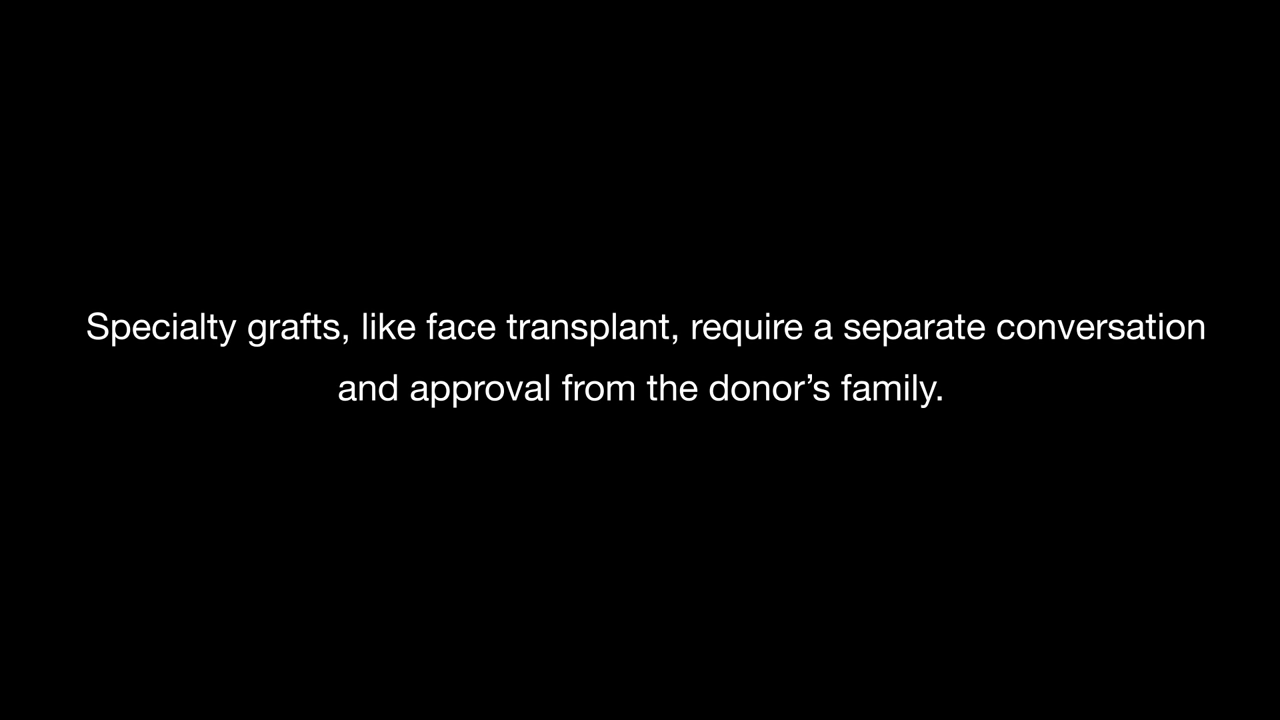 Specialty grafts, like face transplant, require a separate conversation
and approval from the donor’s family.